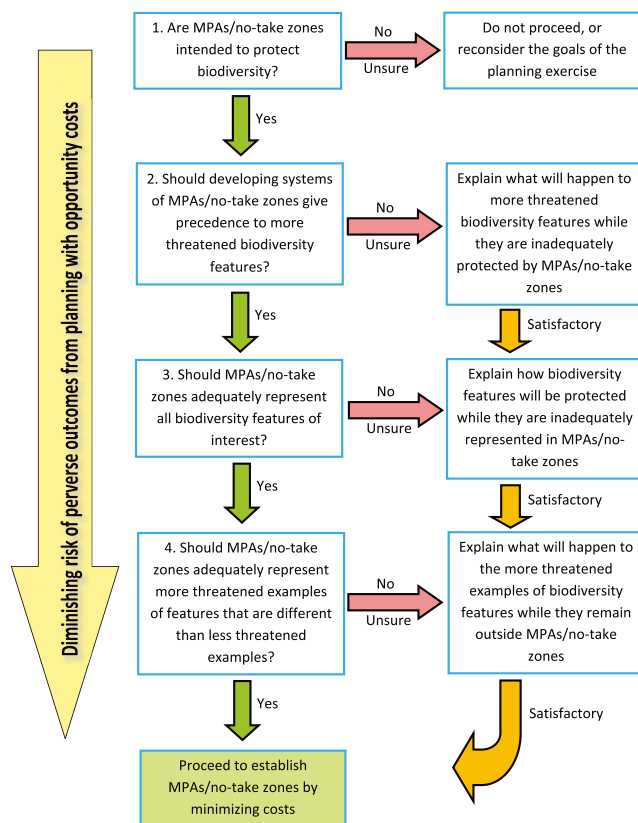 Diminishing risk of perverse outcomes from planning with opportunity costs
1. Are MPAs/no-take zones
intended to protect
biodiversity?
No
Unsure
Do not proceed, or
reconsider the goals of the
planning exercise
Yes
2. Should developing systems
of MPAs/no-take zones give
precedence to more
threatened biodiversity
features?
No
Unsure
Explain what will happen to
more threatened
biodiversity features while
they are inadequately
protected by MPAs/no-take
zones
Yes
Satisfactory
3. Should MPAs/no-take
zones adequately represent
all biodiversity features of
interest?
No
Unsure
Explain how biodiversity
features will be protected
while they are inadequately
represented in MPAs/no-
take zones
Yes
Satisfactory
4. Should MPAs/no-take
zones adequately represent
more threatened examples
of features that are different
than less threatened
examples?
No
Unsure
Explain what will happen to
the more threatened
examples of biodiversity
features while they remain
outside MPAs/no-take
zones
Yes
Satisfactory
Proceed to establish
MPAs/no-take zones by
minimizing costs